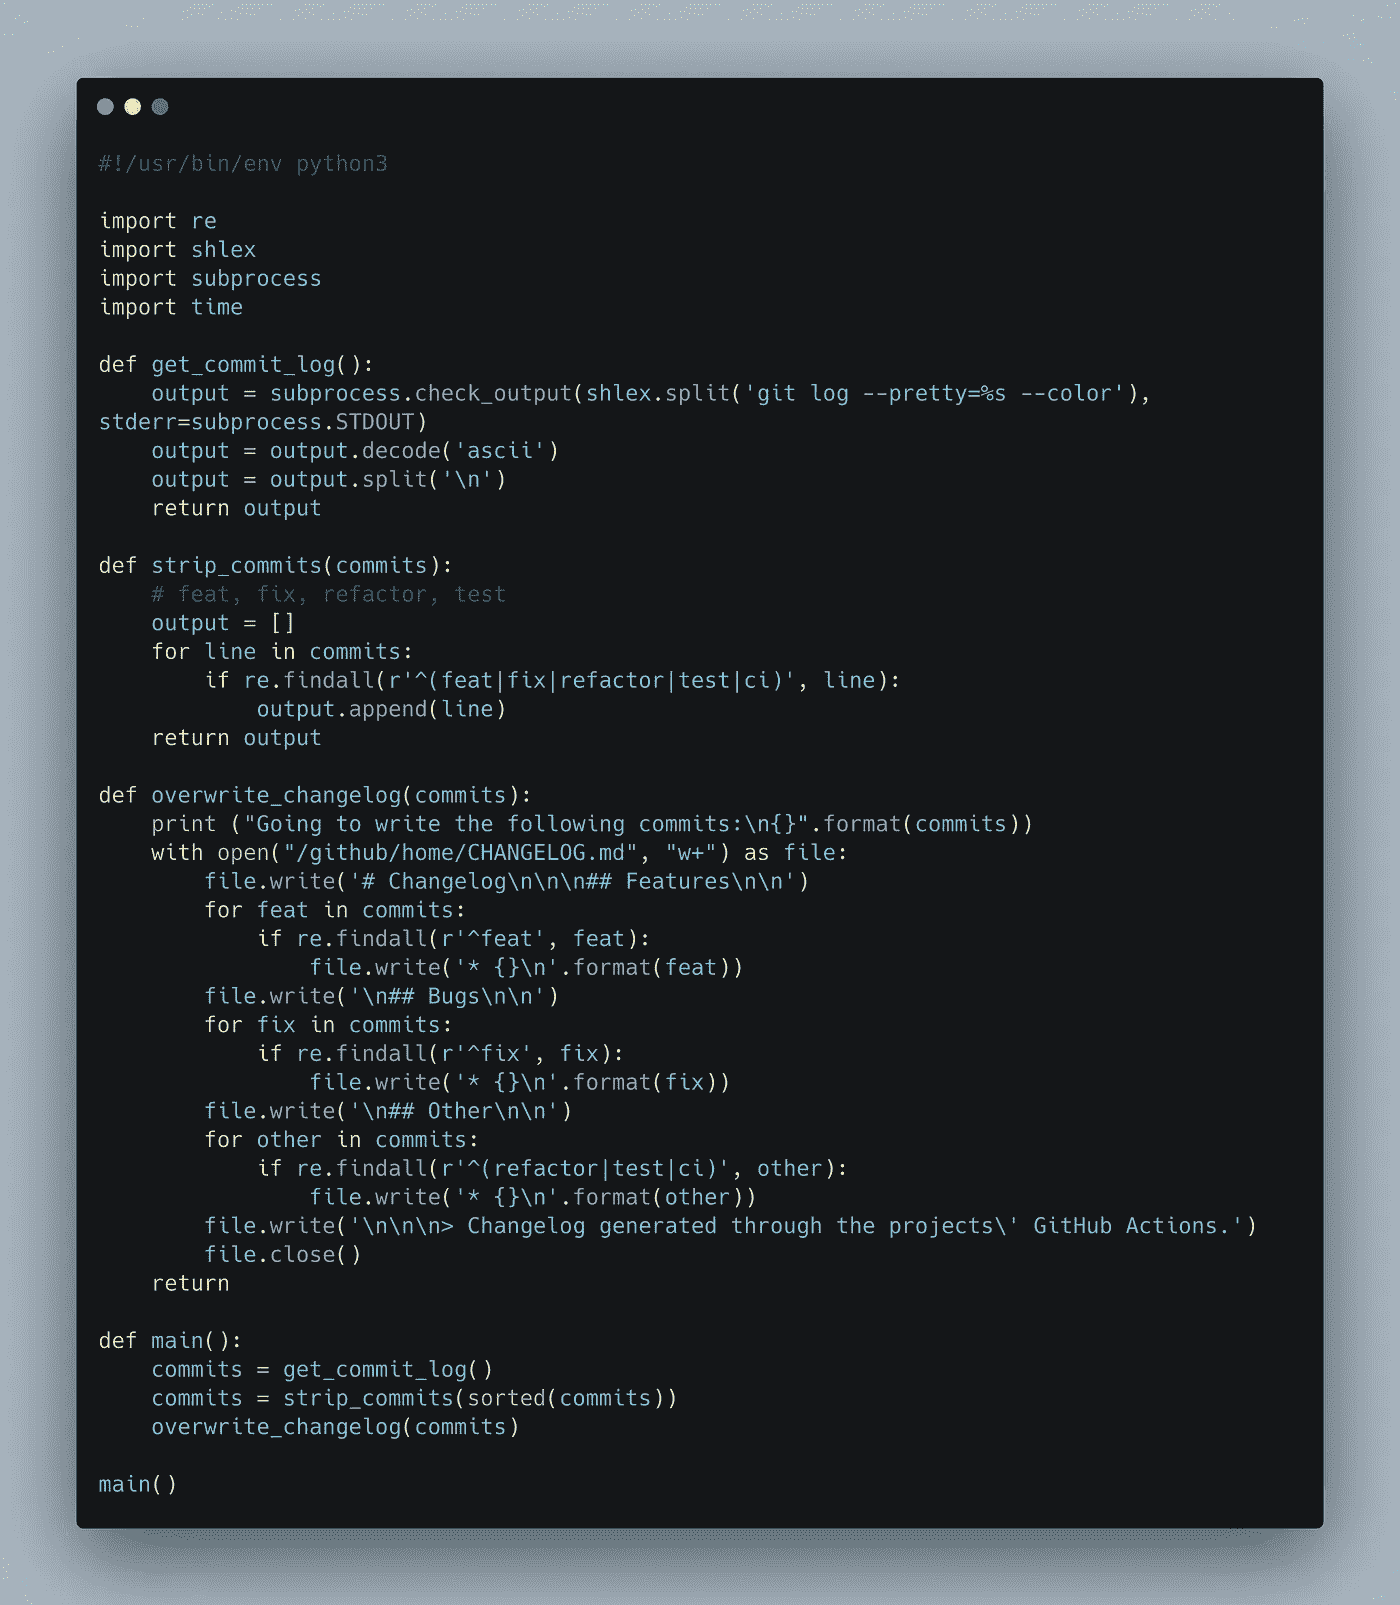 #!/usr/bin/env python3

import re
import shlex
import subprocess
import time

def get_commit_log():
    output = subprocess.check_output(shlex.split('git log --pretty=%s --color'),
stderr=subprocess.STDOUT)
    output = output.decode('ascii')
    output = output.split('\n')
    return output

def strip_commits(commits):
    # feat, fix, refactor, test
    output = []
    for line in commits:
        if re.findall(r'^(feat|fix|refactor|test|ci)', line):
            output.append(line)
    return output

def overwrite_changelog(commits):
    print ("Going to write the following commits:\n{}".format(commits))
    with open("/github/home/CHANGELOG.md", "w+") as file:
        file.write('# Changelog\n\n\n## Features\n\n')
        for feat in commits:
            if re.findall(r'^feat', feat):
                file.write('* {}\n'.format(feat))
        file.write('\n## Bugs\n\n')
        for fix in commits:
            if re.findall(r'^fix', fix):
                file.write('* {}\n'.format(fix))
        file.write('\n## Other\n\n')
        for other in commits:
            if re.findall(r'^(refactor|test|ci)', other):
                file.write('* {}\n'.format(other))
        file.write('\n\n\n> Changelog generated through the projects\' GitHub Actions.')
        file.close()
    return

def main():
    commits = get_commit_log()
    commits = strip_commits(sorted(commits))
    overwrite_changelog(commits)

main()